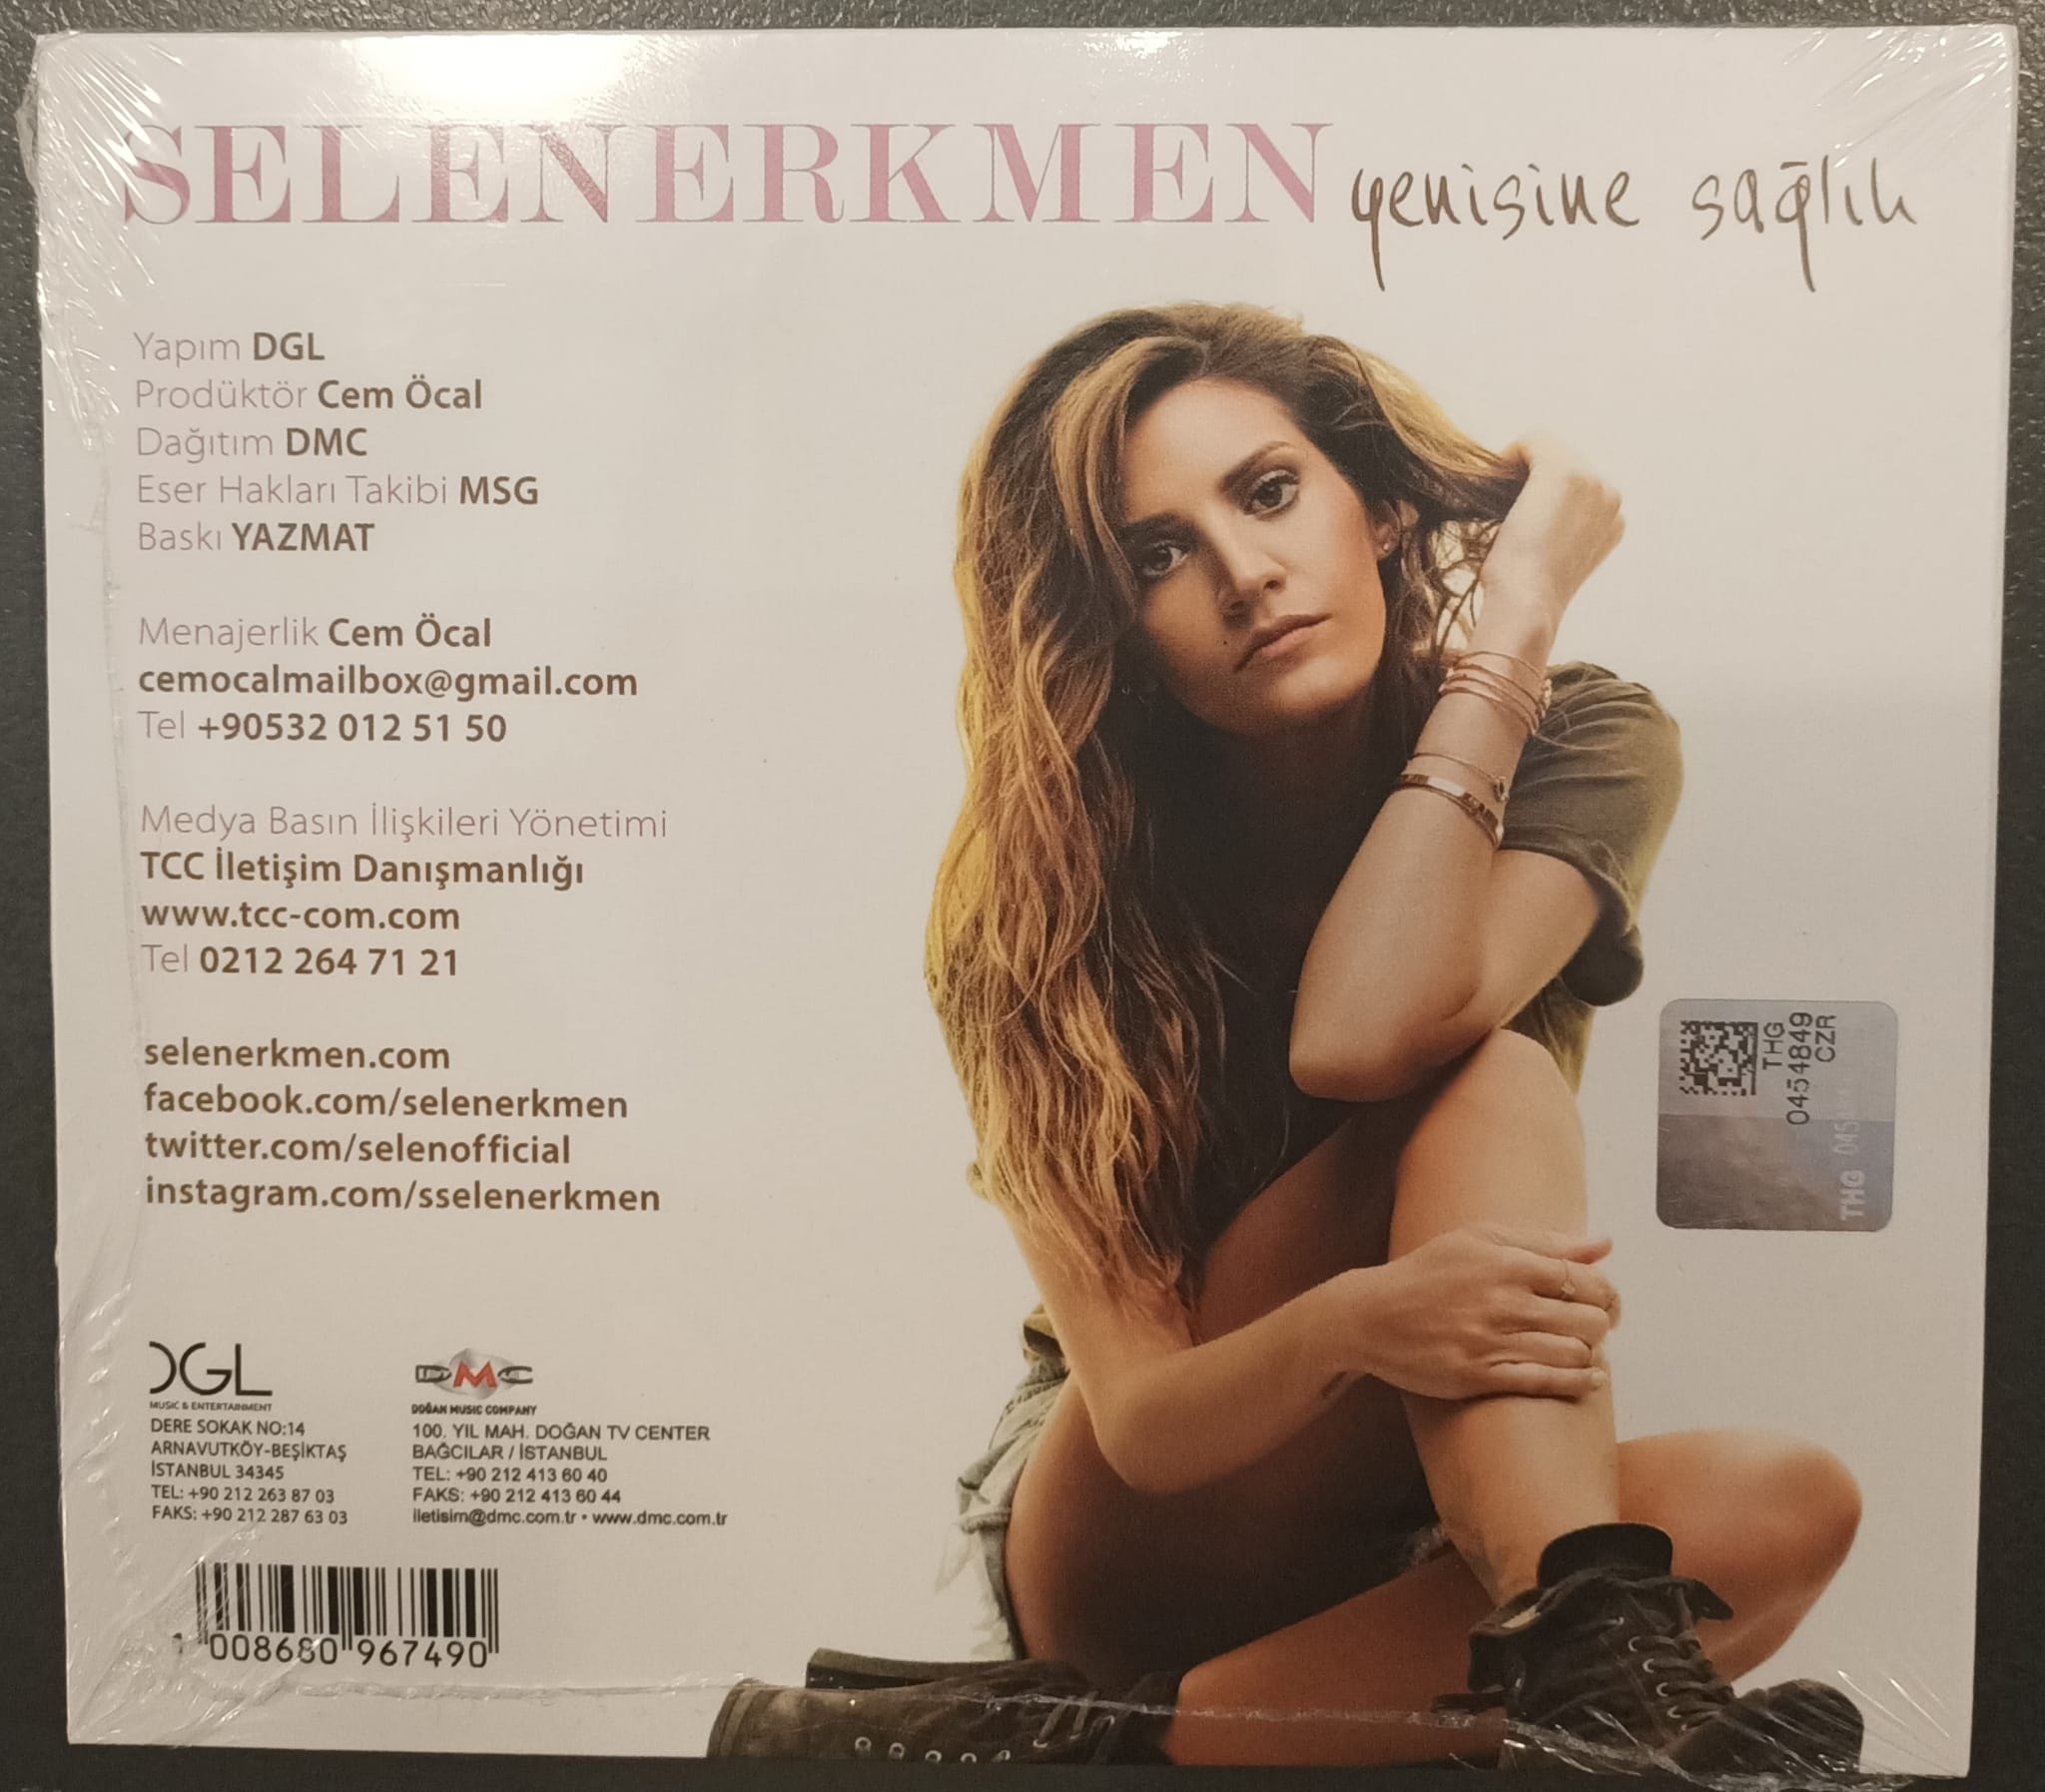 SELEN ERKMEN yenisine sağlık
Yapım DGL
Prodüktör Cem Öcal
Dağıtım DMC
Eser Hakları Takibi MSG
Baskı YAZMAT
Menajerlik Cem Öcal
cemocalmailbox@gmail.com
Tel +90532 012 51 50
Medya Basın İlişkileri Yönetimi
TCC İletişim Danışmanlığı
www.tcc-com.com
Tel 0212 264 71 21
selenerkmen.com
facebook.com/selenerkmen
twitter.com/selenofficial
instagram.com/sselenerkmen
DGL
MUSIC & ENTERTAINMENT
DERE SOKAK NO:14
ARNAVUTKÖY-BEŞİKTAŞ
İSTANBUL 34345
TEL: +90 212 263 87 03
FAKS: +90 212 287 63 03
DMC
DOĞAN MUSIC COMPANY
100. YIL MAH. DOĞAN TV CENTER
BAĞCILAR / İSTANBUL
TEL: +90 212 413 60 40
FAKS: +90 212 413 60 44
iletisim@dmc.com.tr • www.dmc.com.tr
1 008680 967490
THG
04548849
CZR
THG